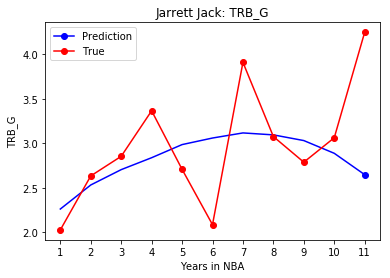 Jarrett Jack: TRB_G
Prediction
True
4.0
3.5
3.0
2.5
2.0
TRB_G
1 2 3 4 5 6 7 8 9 10 11
Years in NBA